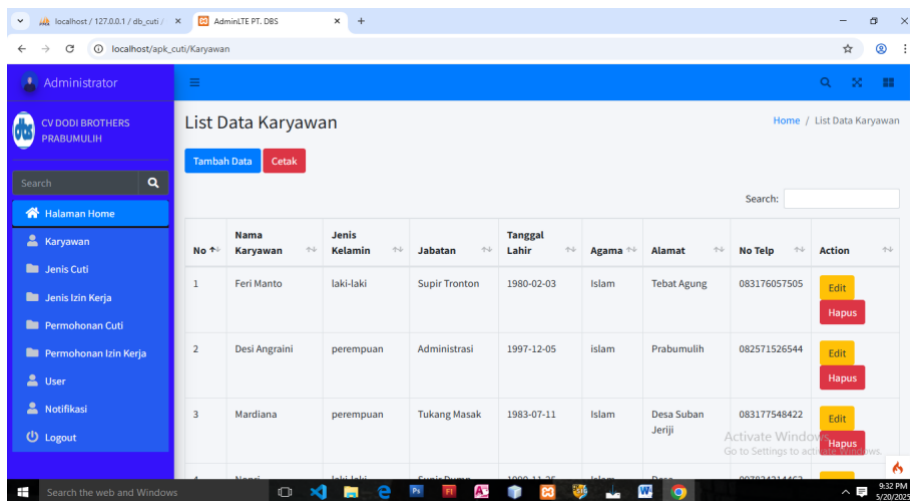 localhost / 127.0.0.1 / db_cuti /
AdminLTE PT. DBS
localhost/apk_cuti/Karyawan
Administrator
CV DODI BROTHERS
PRABUMULIH
Search
Halaman Home
Karyawan
Jenis Cuti
Jenis Izin Kerja
Permohonan Cuti
Permohonan Izin Kerja
User
Notifikasi
Logout
List Data Karyawan
Home / List Data Karyawan
Tambah Data Cetak
Search:
No Nama Karyawan Jenis Kelamin Jabatan Tanggal Lahir Agama Alamat No Telp Action
1 Feri Manto laki-laki Supir Tronton 1980-02-03 Islam Tebat Agung 083176057505 Edit
Hapus
2 Desi Angraini perempuan Administrasi 1997-12-05 islam Prabumulih 082571526544 Edit
Hapus
3 Mardiana perempuan Tukang Masak 1983-07-11 Islam Desa Suban Jeriji 083177548422 Edit
Hapus
Activate Windows
Go to Settings to activate Windows.
Search the web and Windows
9:32 PM